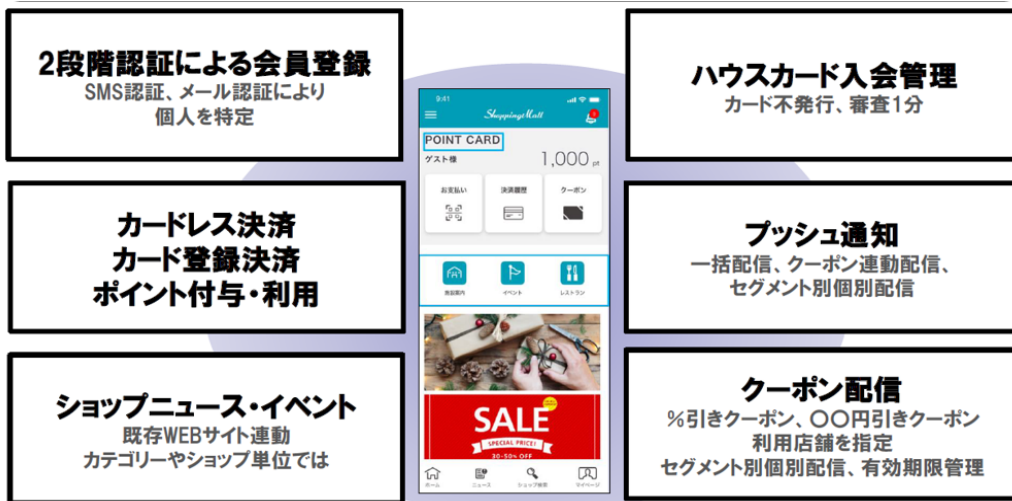 2段階認証による会員登録
SMS認証、メール認証により
個人を特定
カードレス決済
カード登録決済
ポイント付与・利用
ショップニュース・イベント
既存WEBサイト連動
カテゴリーやショップ単位では
9:41
ShoppingMall
POINT CARD
ゲスト様
1,000 pt
お支払い
決済履歴
クーポン
施設案内
イベント
レストラン
SALE
SPECIAL PRICE!
30-50% OFF
ホーム
ニュース
ショップ検索
マイページ
ハウスカード入会管理
カード不発行、審査1分
プッシュ通知
一括配信、クーポン連動配信、
セグメント別個別配信
クーポン配信
%引きクーポン、〇〇円引きクーポン
利用店舗を指定
セグメント別個別配信、有効期限管理